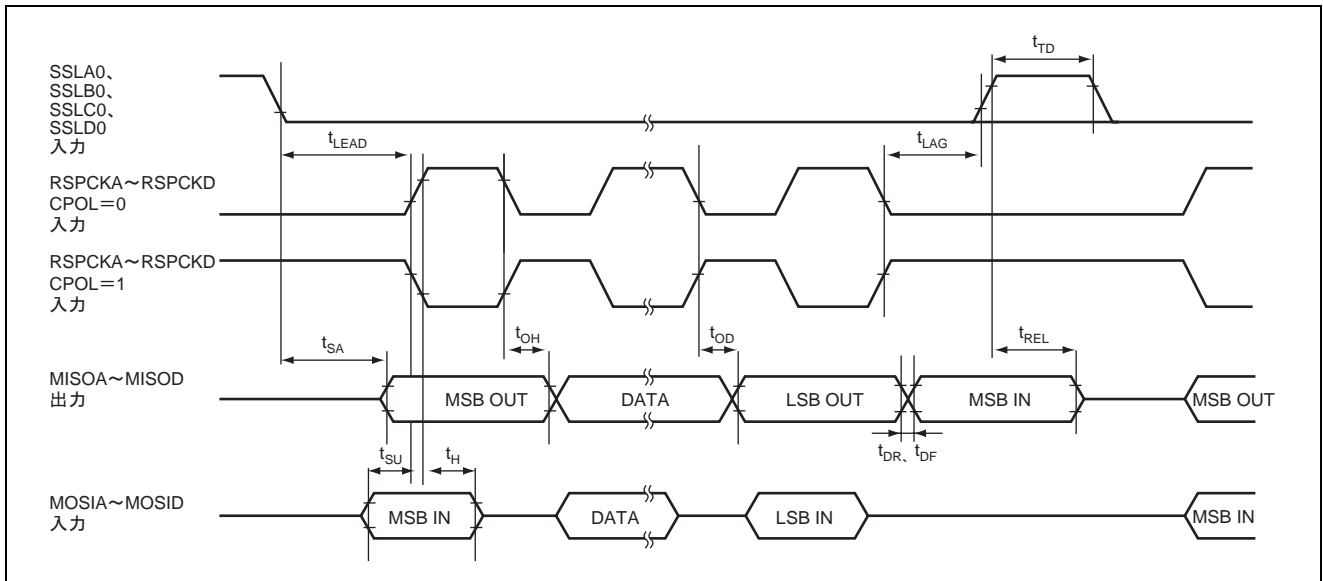 SSLA0、
SSLB0、
SSLC0、
SSLD0
入力
tTD
tLEAD
tLAG
RSPCKA～RSPCKD
CPOL＝0
入力
RSPCKA～RSPCKD
CPOL＝1
入力
tSA
tOH
tOD
tREL
MISOA～MISOD
出力
MSB OUT
DATA
LSB OUT
MSB IN
MSB OUT
tSU
tH
tDR、tDF
MOSIA～MOSID
入力
MSB IN
DATA
LSB IN
MSB IN